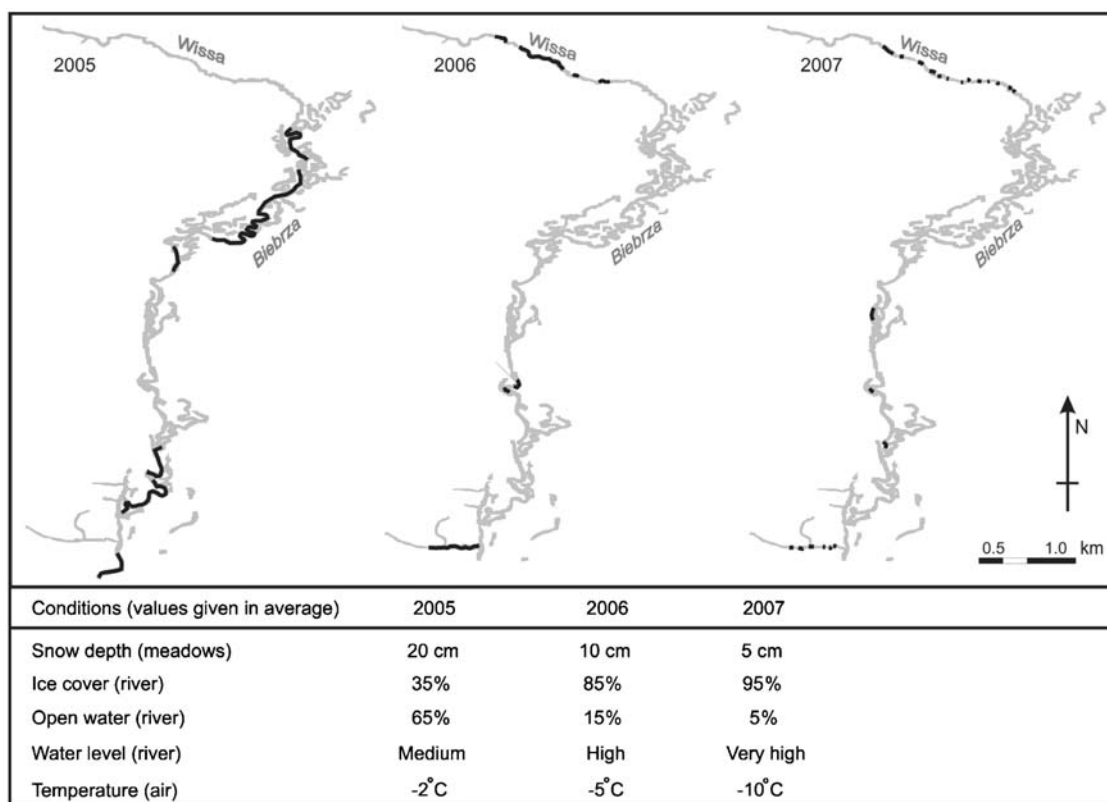 2005
Wissa
Biebrza
2006
Wissa
Biebrza
2007
Wissa
Biebrza
N
0.5 1.0 km
Conditions (values given in average) 2005 2006 2007
Snow depth (meadows) 20 cm 10 cm 5 cm
Ice cover (river) 35% 85% 95%
Open water (river) 65% 15% 5%
Water level (river) Medium High Very high
Temperature (air) -2°C -5°C -10°C